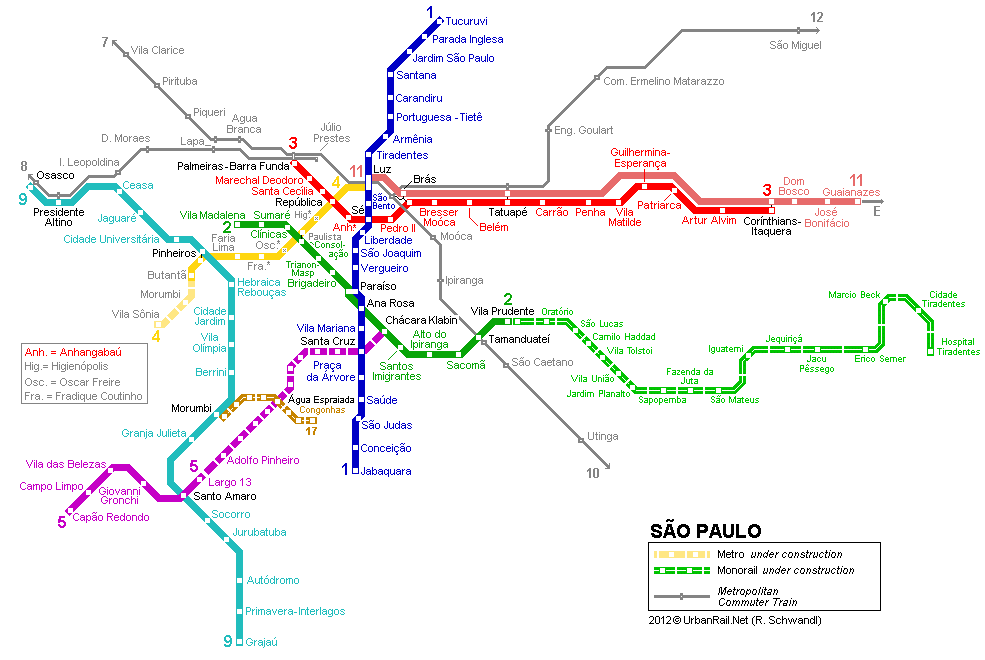 1
Tucuruvi
12
Parada Inglesa
São Miguel
7
Vila Clarice
Jardim São Paulo
Santana
Pirituba
Com. Ermelino Matarazzo
Carandiru
Piqueri
Agua
Branca
Portuguesa - Tietê
Júlio
Prestes
Eng. Goulart
D. Moraes
Lapa
3
Armênia
Tiradentes
Guilhermina-
Esperança
I. Leopoldina
Palmeiras-Barra Funda
11
Luz
8
Osasco
Marechal Deodoro
4
Brás
Dom
Bosco
11
Guaianazes
9
Ceasa
Santa Cecília
República
São
Bento
3
E
Presidente
Altino
Jaguaré
Vila Madalena
Sumaré
Hig*
Sé
Bresser
Moóca
Tatuapé
Carrão
Penha
Vila
Matilde
Patriarca
Artur Alvim
Corinthians-
Itaquera
José
Bonifácio
2
Clínicas
Anh*
Pedro II
Belém
Cidade Universitária
Faria
Lima
Osc.*
Paulista
*Consol-
ação
Liberdade
Moóca
Pinheiros
Fra.*
Trianon-
Masp
São Joaquim
Butantã
Brigadeiro
Vergueiro
Ipiranga
Morumbi
Hebraica
Rebouças
Paraíso
Marcio Beck
Cidade
Tiradentes
Vila Sônia
Cidade
Jardim
Ana Rosa
2
Vila Prudente
Oratório
4
Vila Mariana
Chácara Klabin
São Lucas
Vila
Olímpia
Santa Cruz
Alto do
Ipiranga
Tamanduateí
Camilo Haddad
Iguatemi
Jequiriçá
Hospital
Tiradentes
Anh. = Anhangabaú
Hig.= Higienópolis
Osc. = Oscar Freire
Fra. = Fradique Coutinho
Vila Tolstoi
Berrini
Praça
da Árvore
Santos
Imigrantes
Saconã
São Caetano
Jaou
Pêssego
Erico Semer
Vila União
Fazenda da
Juta
Jardim Planalto
Sapopemba
São Mateus
Morumbi
Água Espraiada
Congonhas
Saúde
17
São Judas
Granja Julieta
Utinga
Conceição
Vila das Belezas
5
Adolfo Pinheiro
1
Jabaquara
10
Campo Limpo
Giovanni
Gronchi
Largo 13
Santo Amaro
5
Capão Redondo
Socorro
Jurubatuba
SÃO PAULO
Metro under construction
Monorail under construction
Autódromo
Metropolitan
Commuter Train
Primavera-Interlagos
2012 © UrbanRail.Net (R. Schwandl)
9
Grajaú